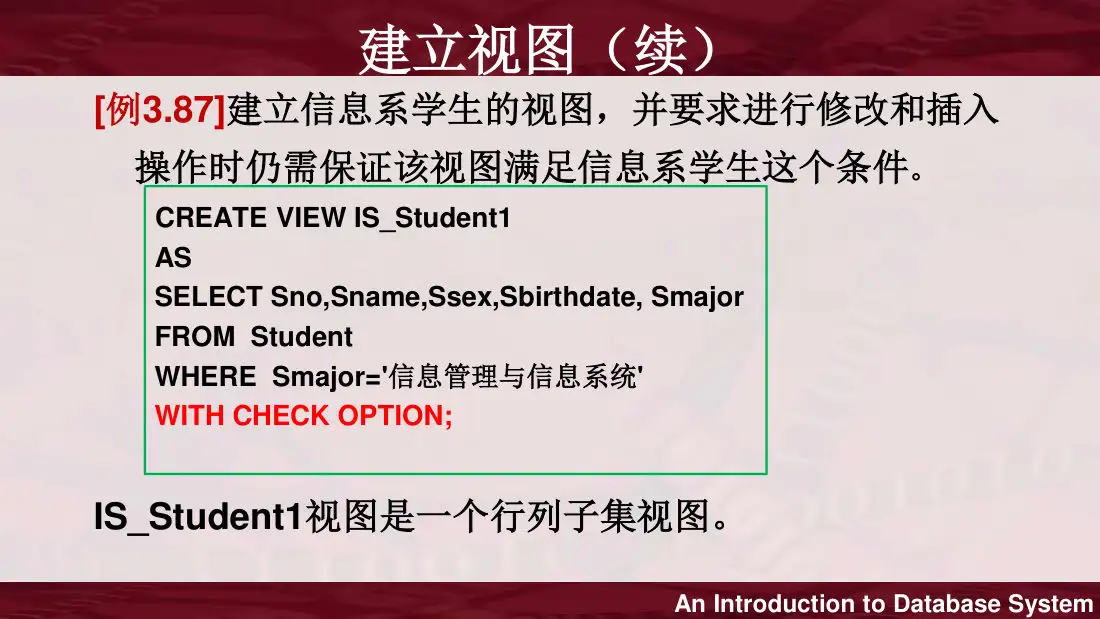 建立视图（续）
[例3.87]建立信息系学生的视图，并要求进行修改和插入
操作时仍需保证该视图满足信息系学生这个条件。
CREATE VIEW IS_Student1
AS
SELECT Sno,Sname,Ssex,Sbirthdate, Smajor
FROM  Student
WHERE  Smajor='信息管理与信息系统'
WITH CHECK OPTION;
IS_Student1视图是一个行列子集视图。
An Introduction to Database System